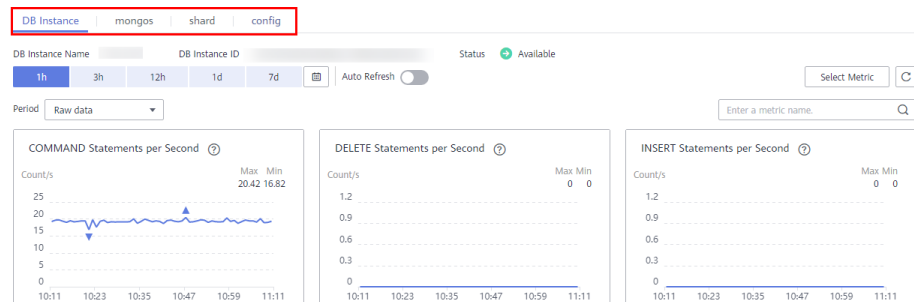 DB Instance mongos shard config
DB Instance Name DB Instance ID Status Available
1h 3h 12h 1d 7d Auto Refresh Select Metric
Period Raw data Enter a metric name.
COMMAND Statements per Second ?
Count/s Max Min
20.42 16.82
25
20
15
10
5
0
10:11 10:23 10:35 10:47 10:59 11:11
DELETE Statements per Second ?
Count/s Max Min
0 0
1.2
0.9
0.6
0.3
0
10:11 10:23 10:35 10:47 10:59 11:11
INSERT Statements per Second ?
Count/s Max Min
0 0
1.2
0.9
0.6
0.3
0
10:11 10:23 10:35 10:47 10:59 11:11